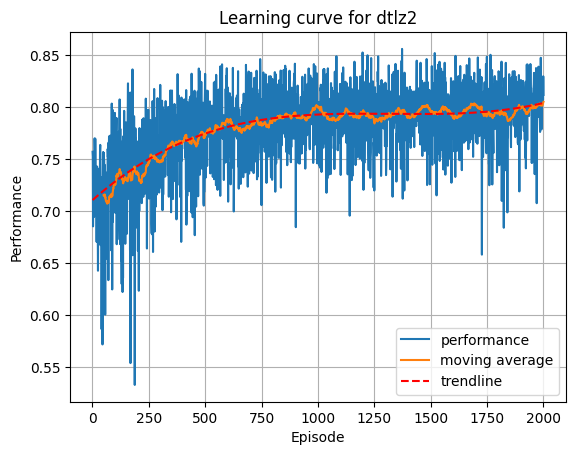 Learning curve for dtlz2
Performance
0.85
0.80
0.75
0.70
0.65
0.60
0.55
performance
moving average
trendline
0 250 500 750 1000 1250 1500 1750 2000
Episode